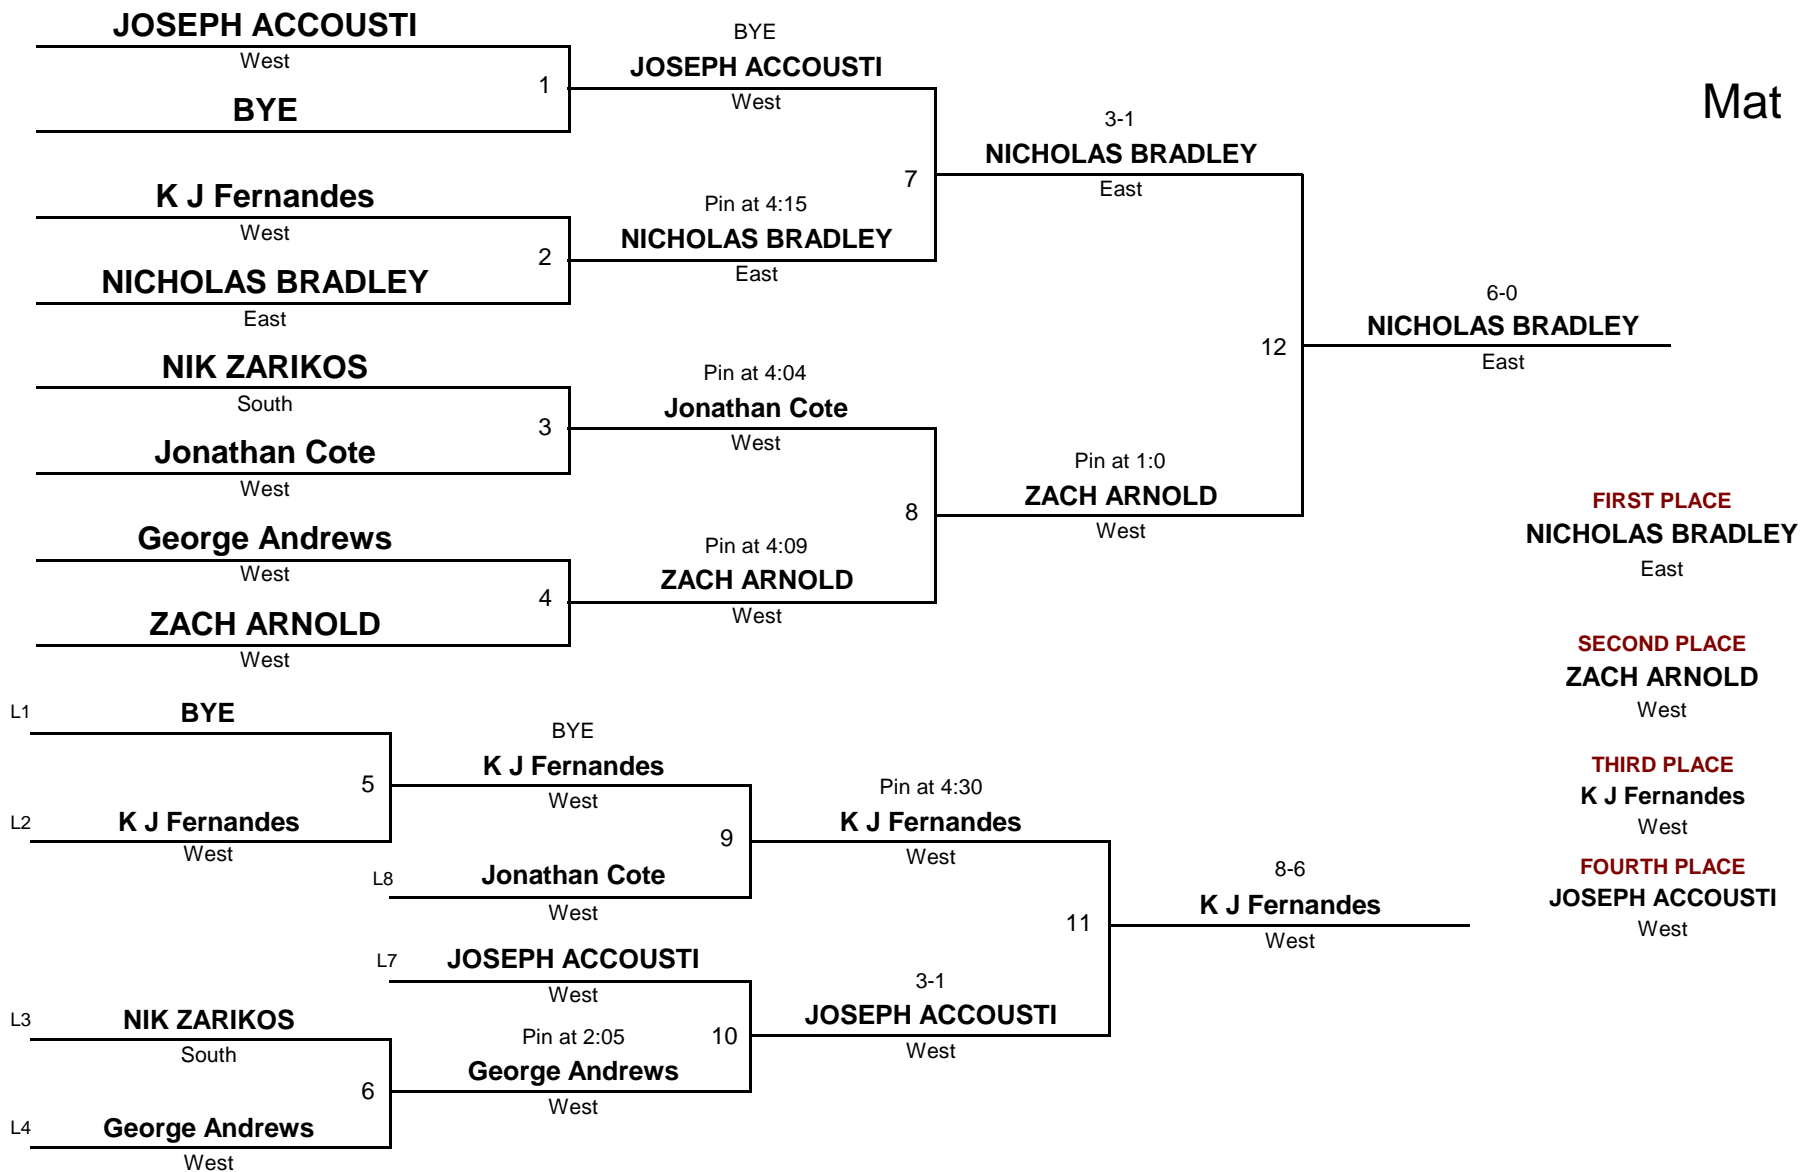 JOSEPH ACCOUSTI
West
1
BYE
BYE
JOSEPH ACCOUSTI
West
Mat
K J Fernandes
West
2
NICHOLAS BRADLEY
East
Pin at 4:15
NICHOLAS BRADLEY
East
7
3-1
NICHOLAS BRADLEY
East
NIK ZARIKOS
South
3
Jonathan Cote
West
Pin at 4:04
Jonathan Cote
West
George Andrews
West
4
ZACH ARNOLD
West
Pin at 4:09
ZACH ARNOLD
West
8
Pin at 1:0
ZACH ARNOLD
West
12
6-0
NICHOLAS BRADLEY
East
FIRST PLACE
NICHOLAS BRADLEY
East
SECOND PLACE
ZACH ARNOLD
West
THIRD PLACE
K J Fernandes
West
FOURTH PLACE
JOSEPH ACCOUSTI
West
L1
BYE
5
L2
K J Fernandes
West
BYE
K J Fernandes
West
9
L8
Jonathan Cote
West
Pin at 4:30
K J Fernandes
West
L7
JOSEPH ACCOUSTI
West
L3
NIK ZARIKOS
South
6
L4
George Andrews
West
Pin at 2:05
George Andrews
West
10
3-1
JOSEPH ACCOUSTI
West
11
8-6
K J Fernandes
West